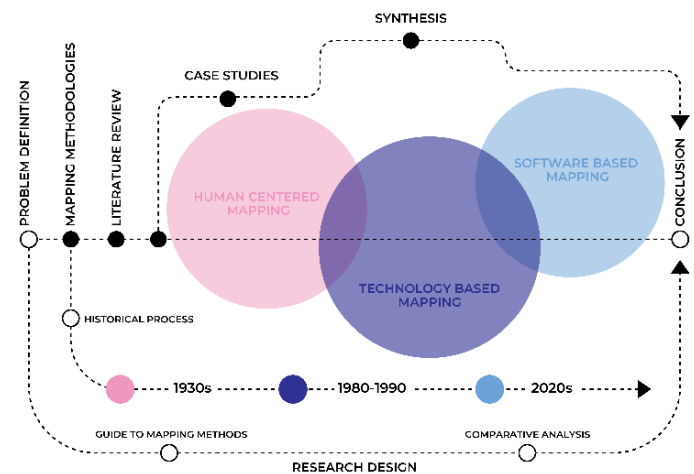 SYNTHESIS
CASE STUDIES
PROBLEM DEFINITION
MAPPING METHODOLOGIES
LITERATURE REVIEW
HUMAN CENTERED
MAPPING
SOFTWARE BASED
MAPPING
CONCLUSION
TECHNOLOGY BASED
MAPPING
HISTORICAL PROCESS
1930s
1980-1990
2020s
GUIDE TO MAPPING METHODS
COMPARATIVE ANALYSIS
RESEARCH DESIGN